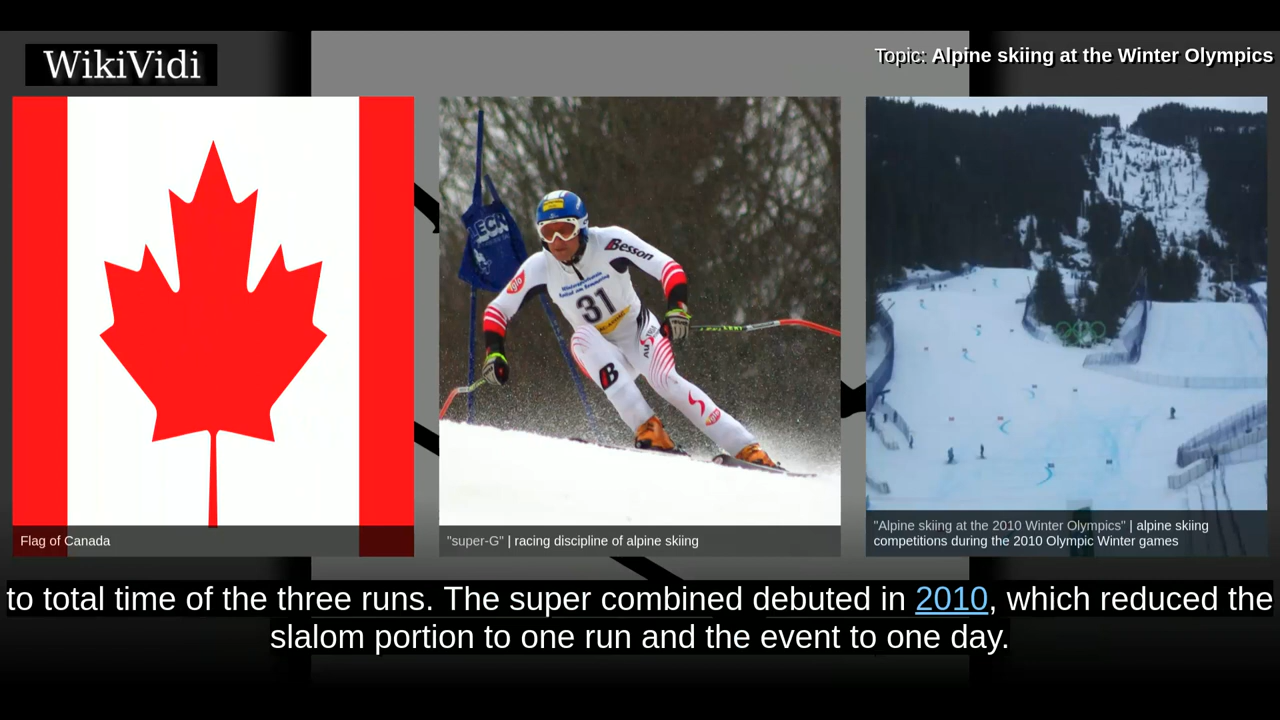 WikiVidi
Topic: Alpine skiing at the Winter Olympics
LECN
Besson
31
B
Flag of Canada
"super-G" | racing discipline of alpine skiing
"Alpine skiing at the 2010 Winter Olympics" | alpine skiing
competitions during the 2010 Olympic Winter games
to total time of the three runs. The super combined debuted in 2010, which reduced the
slalom portion to one run and the event to one day.